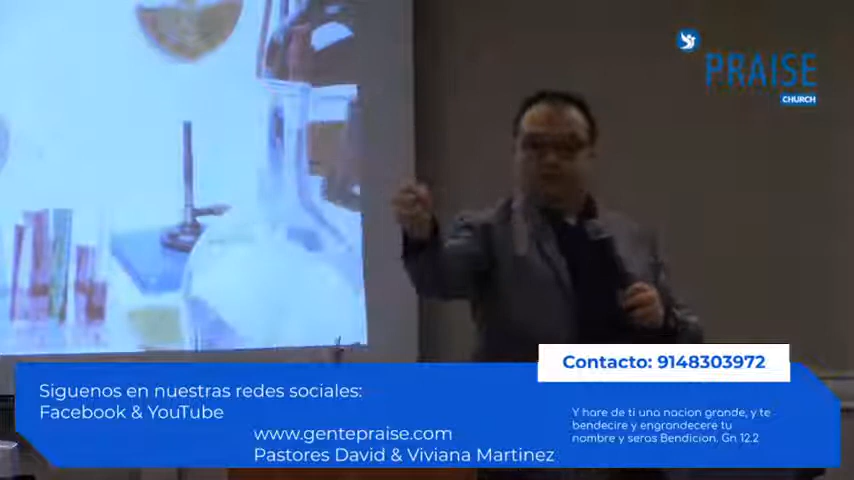 PRAISE
CHURCH
Contacto: 9148303972
Siguenos en nuestras redes sociales:
Facebook & YouTube
www.gentepraise.com
Pastores David & Viviana Martinez
Y hare de ti una nacion grande, y te
bendecire y engrandecere tu
nombre y seras Bendicion. Gn 12.2